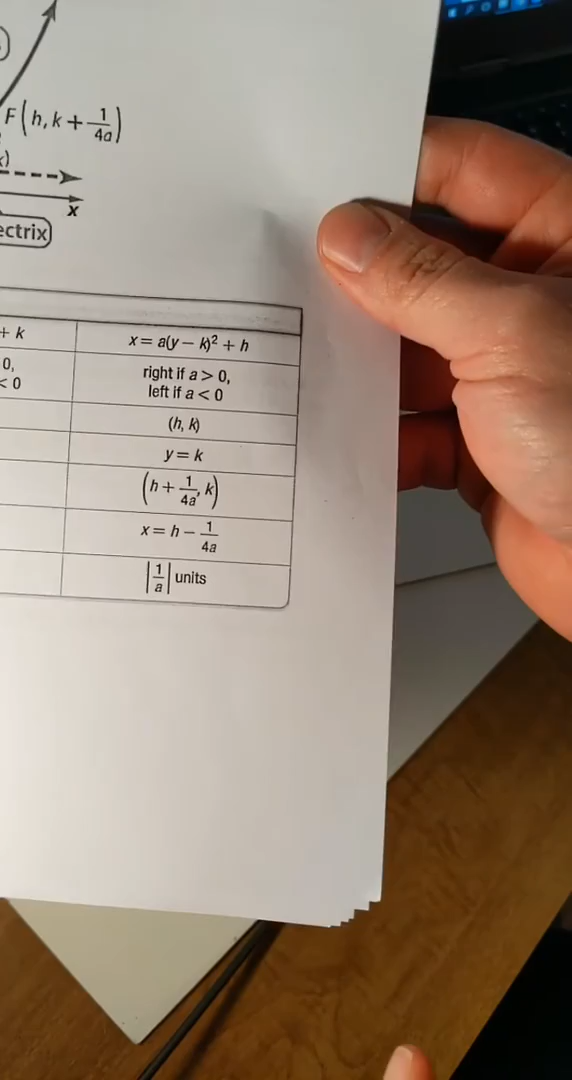 F(h, k + 1/4a)
x
ectrix
+ k
x = a(y − k)² + h
0,
< 0
right if a > 0,
left if a < 0
(h, k)
y = k
(h + 1/4a, k)
x = h − 1/4a
|1/a| units